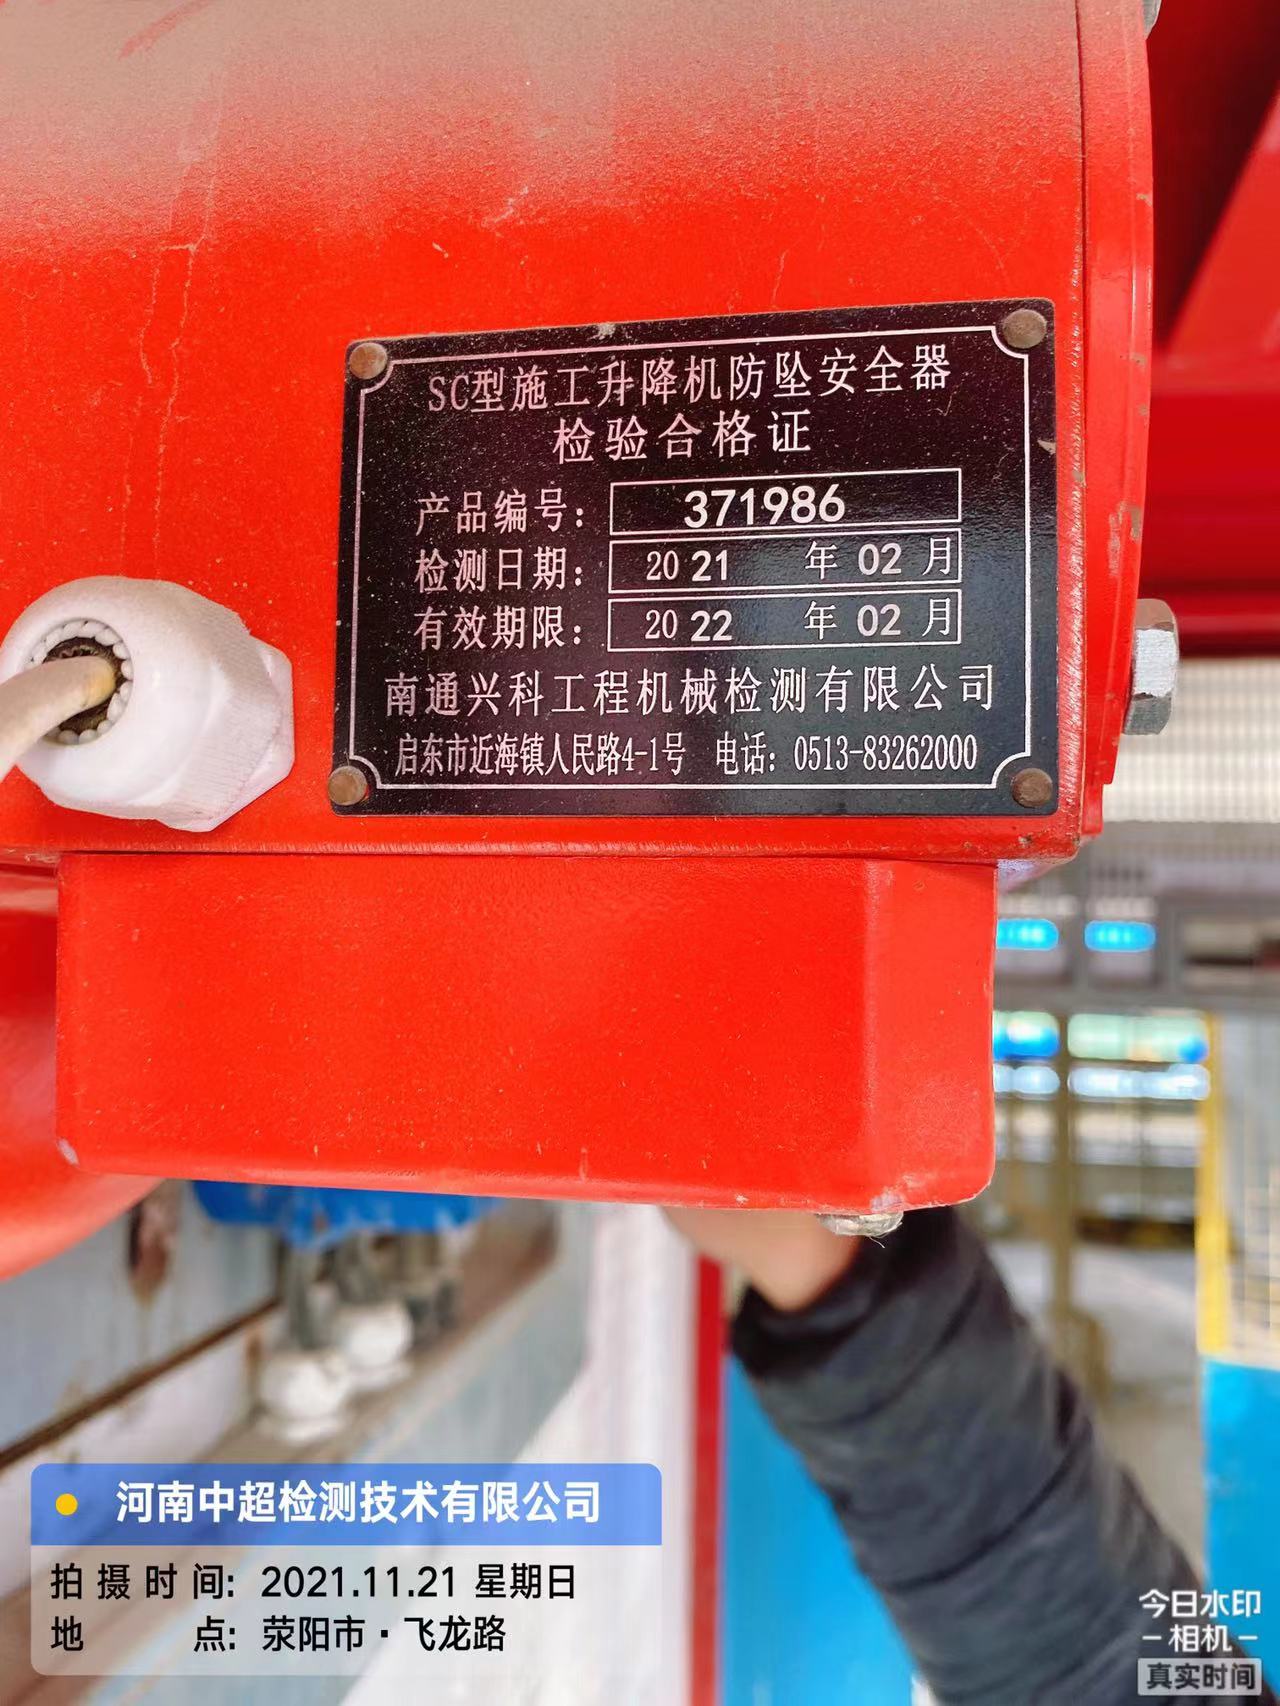 SC型施工升降机防坠安全器
检验合格证
产品编号: 371986
检测日期: 2021 年 02 月
有效期限: 2022 年 02 月
南通兴科工程机械检测有限公司
启东市近海镇人民路4-1号 电话: 0513-83262000
河南中超检测技术有限公司
拍摄时间: 2021.11.21 星期日
地点: 荥阳市·飞龙路
今日水印
-相机-
真实时间